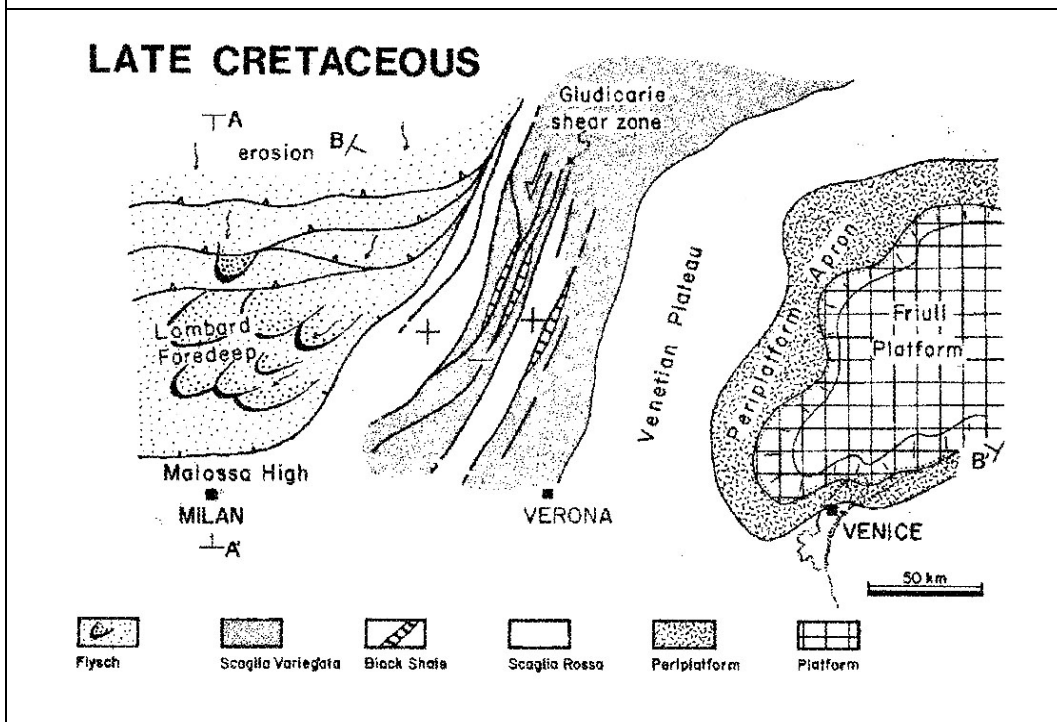 LATE CRETACEOUS
Giudicarie
shear zone
A
B
erosion
Lombard
Foredeep
Venetian Plateau
Periplatform Apron
Friuli
Platform
B'
Malossa High
MILAN
VERONA
VENICE
A'
50 km
Flysch
Scaglia Variegata
Black Shale
Scaglia Rossa
Periplatform
Platform